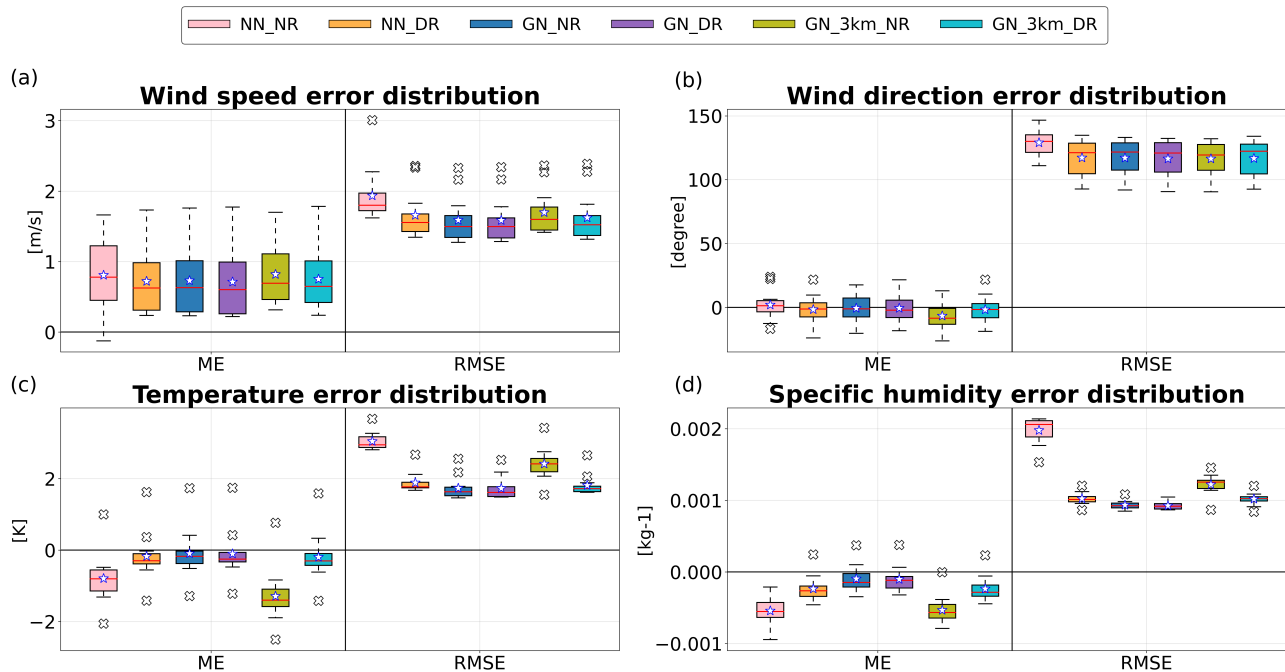 NN_NR NN_DR GN_NR GN_DR GN_3km_NR GN_3km_DR
(a)
Wind speed error distribution
3
2
1
0
[m/s]
ME RMSE
(b)
Wind direction error distribution
150
100
50
0
[degree]
ME RMSE
(c)
Temperature error distribution
2
0
−2
[K]
ME RMSE
(d)
Specific humidity error distribution
0.002
0.001
0.000
−0.001
[kg-1]
ME RMSE